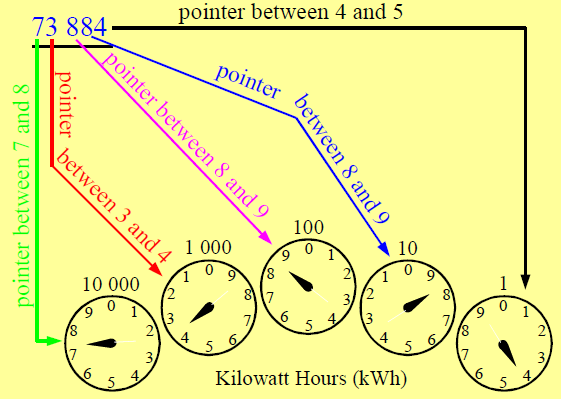 pointer between 4 and 5
73 884
pointer between 7 and 8
pointer between 3 and 4
pointer between 8 and 9
pointer between 8 and 9
10 000
1 000
100
10
1
0 1 2 3 4 5 6 7 8 9
0 9 8 7 6 5 4 3 2 1
0 1 2 3 4 5 6 7 8 9
0 9 8 7 6 5 4 3 2 1
0 1 2 3 4 5 6 7 8 9
Kilowatt Hours (kWh)